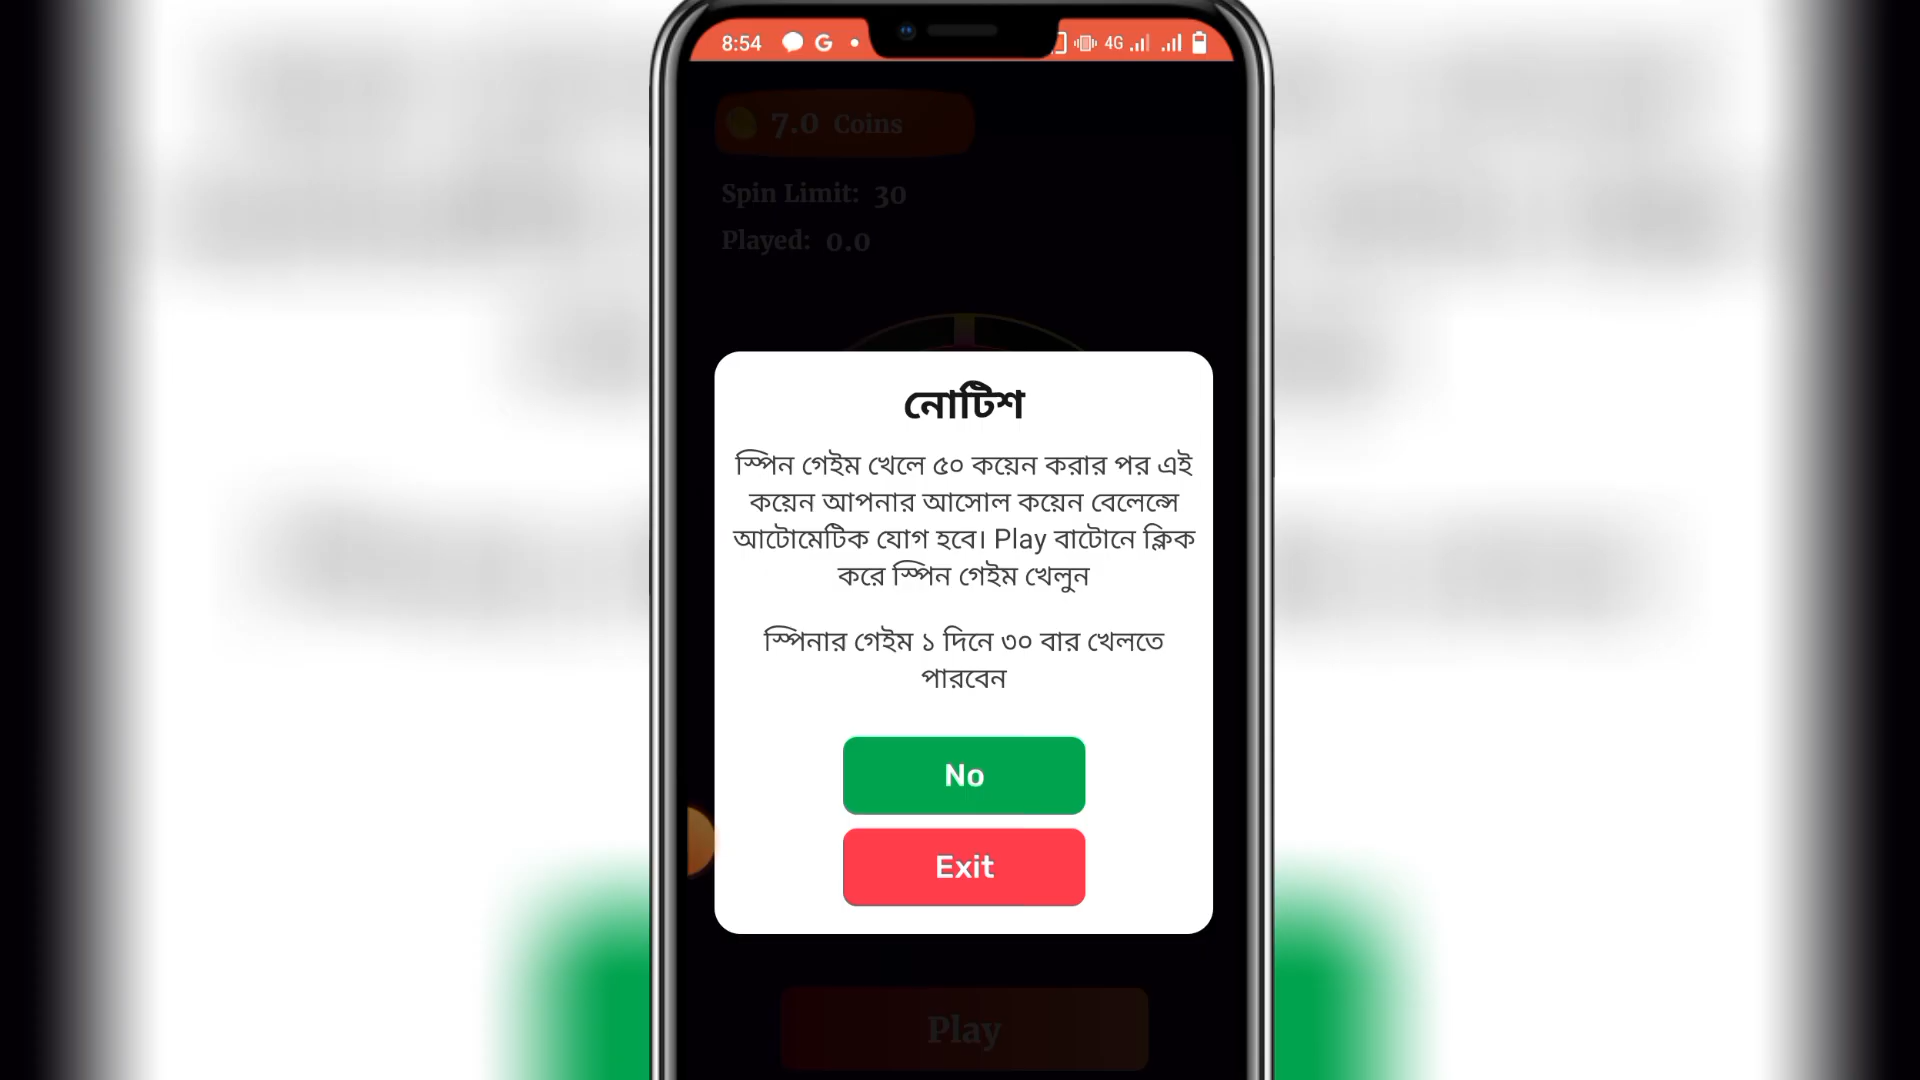 8:54 G 4G
7.0 Coins
Spin Limit: 30
Played: 0.0
নোটিশ
স্পিন গেইম খেলে ৫০ কয়েন করার পর এই
কয়েন আপনার আসোল কয়েন বেলেন্সে
আটোমেটিক যোগ হবে। Play বাটোনে ক্লিক
করে স্পিন গেইম খেলুন
স্পিনার গেইম ১ দিনে ৩০ বার খেলতে
পারবেন
No
Exit
Play